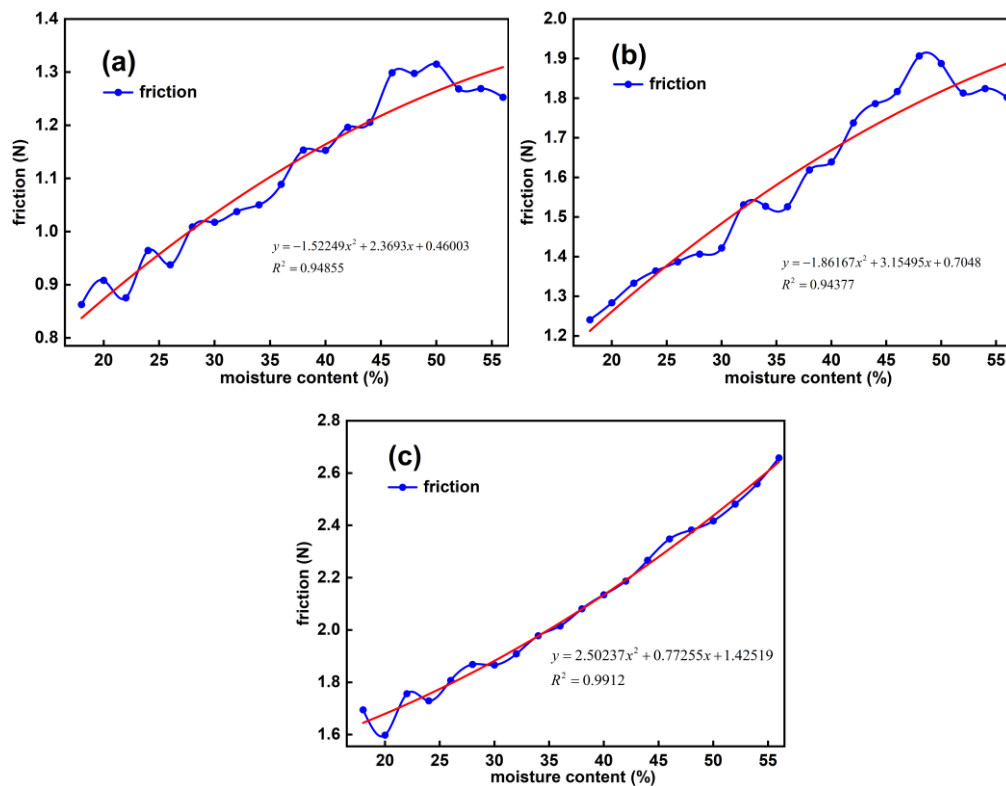 (a)
friction
1.4
1.3
1.2
1.1
1.0
0.9
0.8
friction (N)
y = −1.52249x² + 2.3693x + 0.46003
R² = 0.94855
20 25 30 35 40 45 50 55
moisture content (%)
(b)
friction
2.0
1.9
1.8
1.7
1.6
1.5
1.4
1.3
1.2
friction (N)
y = −1.86167x² + 3.15495x + 0.7048
R² = 0.94377
20 25 30 35 40 45 50 55
moisture content (%)
(c)
friction
2.8
2.6
2.4
2.2
2.0
1.8
1.6
friction (N)
y = 2.50237x² + 0.77255x + 1.42519
R² = 0.9912
20 25 30 35 40 45 50 55
moisture content (%)